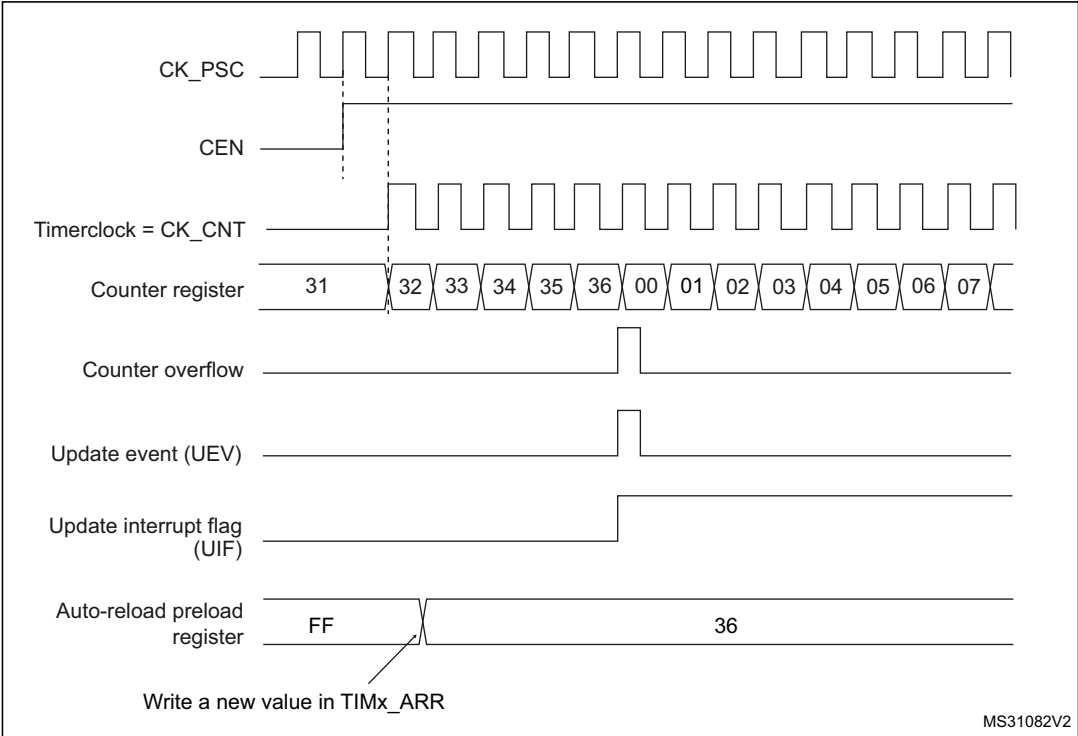 CK_PSC
CEN
Timerclock = CK_CNT
Counter register 31 32 33 34 35 36 00 01 02 03 04 05 06 07
Counter overflow
Update event (UEV)
Update interrupt flag
(UIF)
Auto-reload preload
register
FF 36
Write a new value in TIMx_ARR
MS31082V2